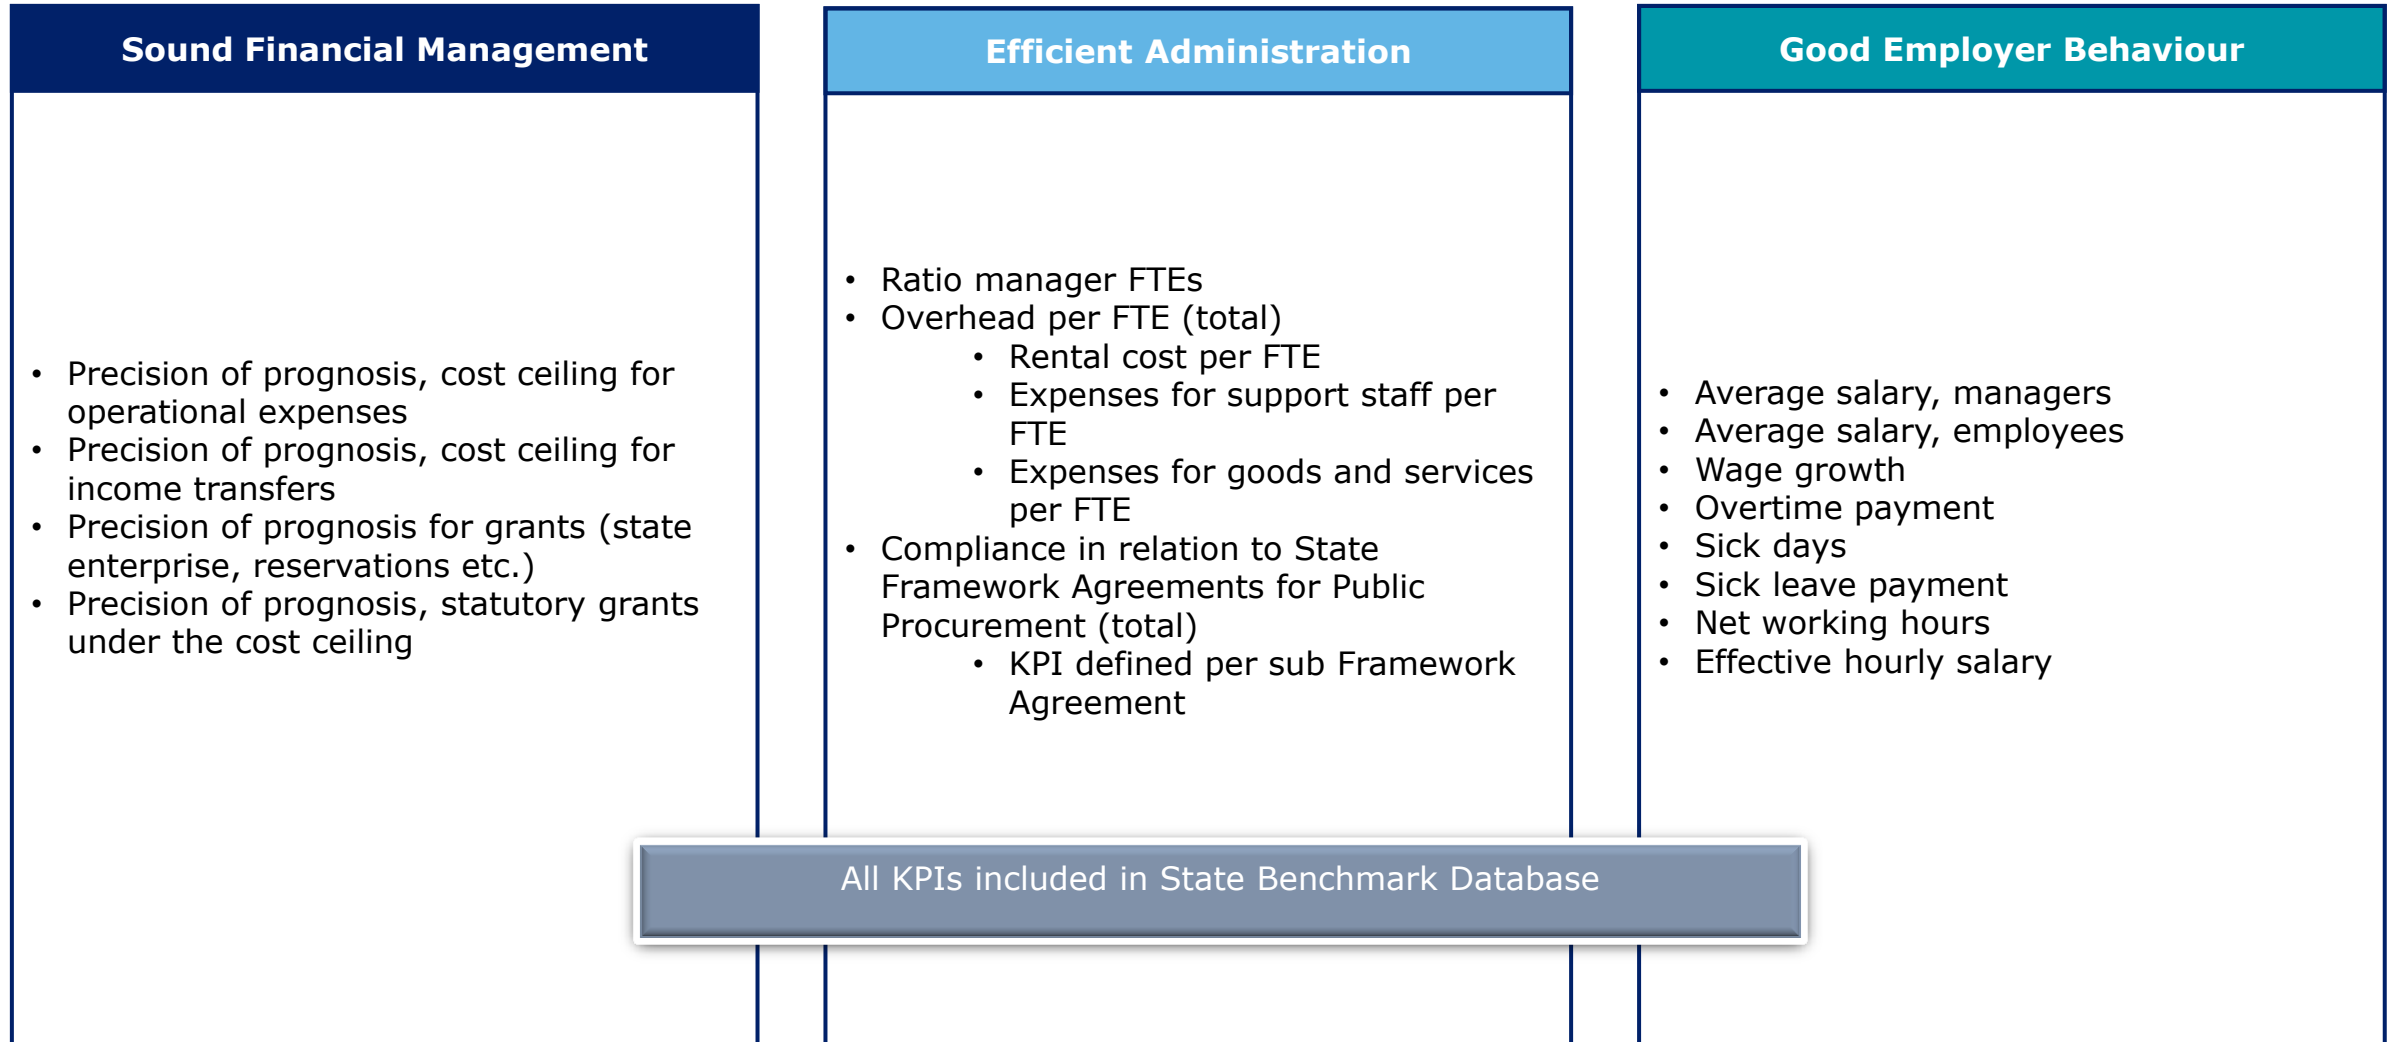 Sound Financial Management
• Precision of prognosis, cost ceiling for
operational expenses
• Precision of prognosis, cost ceiling for
income transfers
• Precision of prognosis for grants (state
enterprise, reservations etc.)
• Precision of prognosis, statutory grants
under the cost ceiling
Efficient Administration
• Ratio manager FTEs
• Overhead per FTE (total)
• Rental cost per FTE
• Expenses for support staff per
FTE
• Expenses for goods and services
per FTE
• Compliance in relation to State
Framework Agreements for Public
Procurement (total)
• KPI defined per sub Framework
Agreement
Good Employer Behaviour
• Average salary, managers
• Average salary, employees
• Wage growth
• Overtime payment
• Sick days
• Sick leave payment
• Net working hours
• Effective hourly salary
All KPIs included in State Benchmark Database